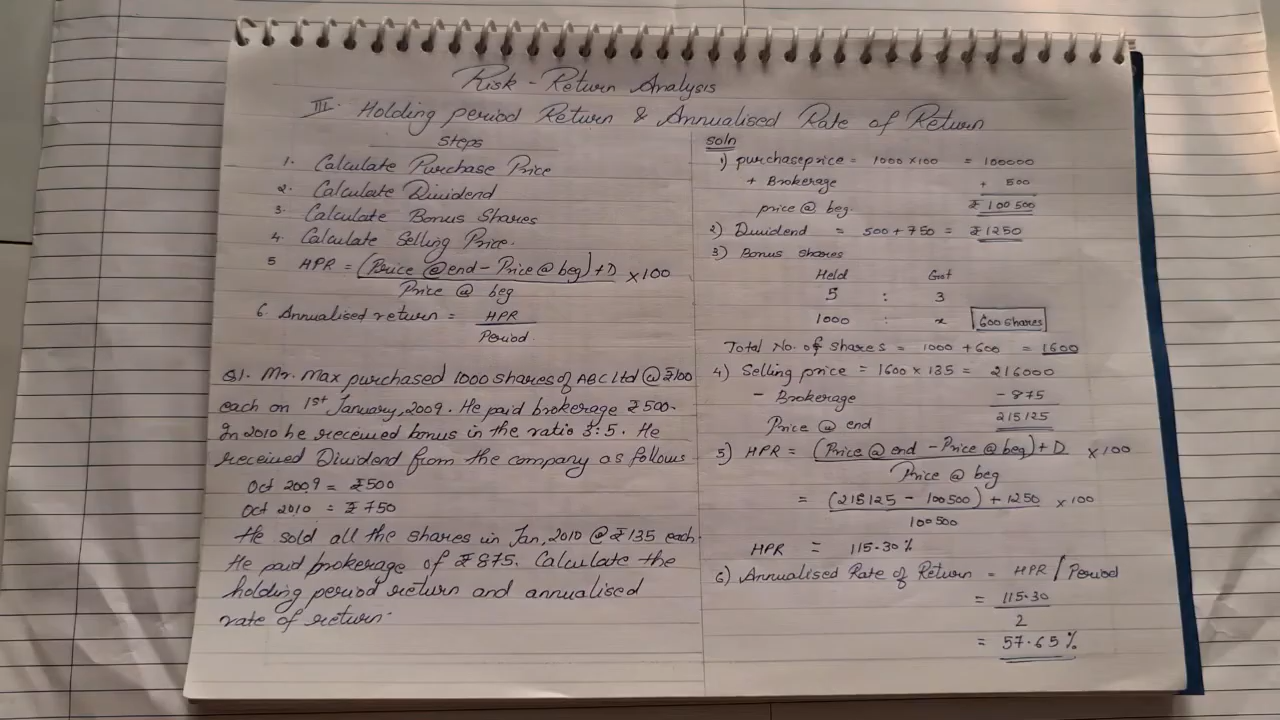 Risk - Return Analysis
III. Holding period Return & Annualised Rate of Return
Steps
1. Calculate Purchase Price
2. Calculate Dividend
3. Calculate Bonus Shares
4. Calculate Selling Price.
5 HPR = (Price @ end - Price @ beg) + D × 100
Price @ beg
6. Annualised return = HPR
Period.
Q1. Mr. Max purchased 1000 shares of ABC Ltd @ ₹100
each on 1st January, 2009. He paid brokerage ₹500.
In 2010 he received bonus in the ratio 3:5. He
received Dividend from the company as follows
Oct 2009 = ₹500
Oct 2010 = ₹750
He sold all the shares in Jan, 2010 @ ₹135 each.
He paid brokerage of ₹875. Calculate the
holding period return and annualised
rate of return.
Soln
1) purchase price = 1000 × 100 = 100000
+ Brokerage + 500
price @ beg. ₹100500
2) Dividend = 500 + 750 = ₹1250
3) Bonus shares
Held Got
5 : 3
1000 : x 600 shares
Total No. of shares = 1000 + 600 = 1600
4) Selling price = 1600 × 135 = 216000
- Brokerage - 875
Price @ end 215125
5) HPR = (Price @ end - Price @ beg) + D × 100
Price @ beg
= (215125 - 100500) + 1250 × 100
100500
HPR = 115.30%
6) Annualised Rate of Return = HPR / Period
= 115.30
2
= 57.65%